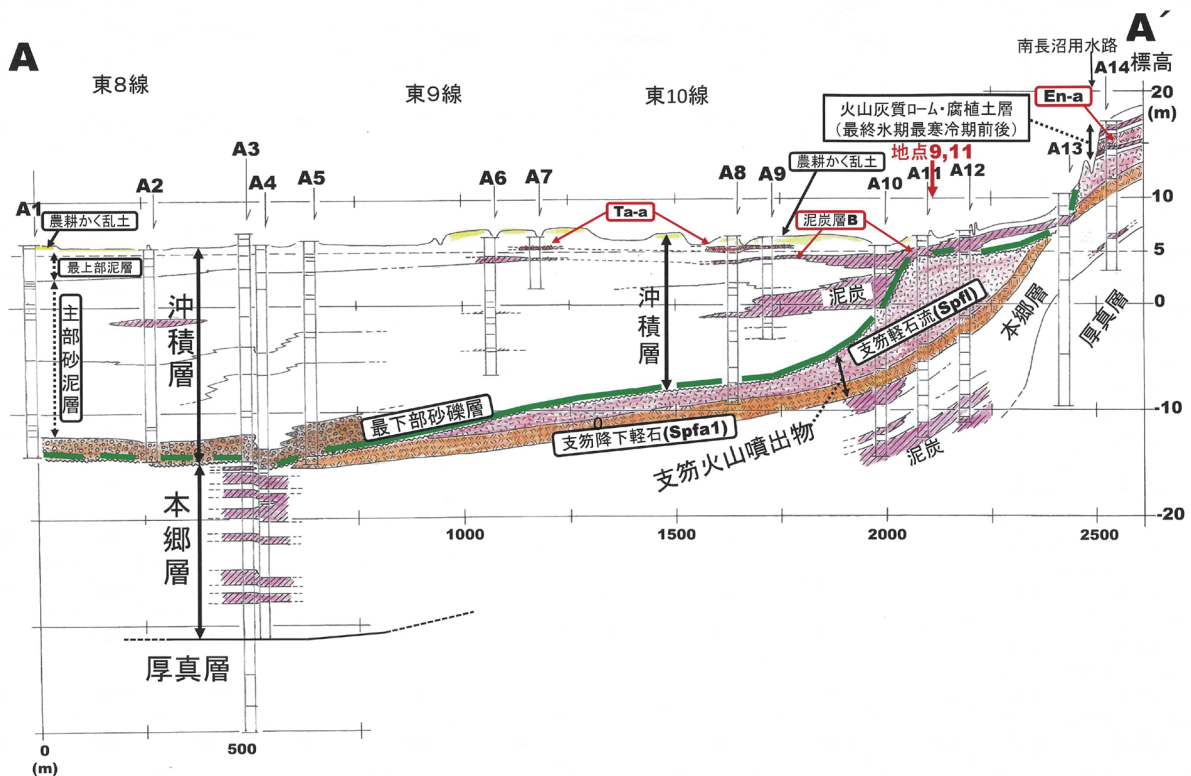 A
A´
東8線
東9線
東10線
南長沼用水路
標高
20
(m)
10
5
0
-10
-20
En-a
火山灰質ローム・腐植土層
(最終氷期最寒冷期前後)
地点9,11
A1
A2
A3
A4
A5
A6
A7
A8
A9
A10
A11
A12
A13
A14
農耕かく乱土
農耕かく乱土
最上部泥層
主部砂泥層
沖積層
沖積層
Ta-a
泥炭層B
泥炭
支笏軽石流(Spfl)
本郷層
厚真層
最下部砂礫層
支笏降下軽石(Spfa1)
支笏火山噴出物
泥炭
本郷層
厚真層
0
(m)
500
1000
1500
2000
2500